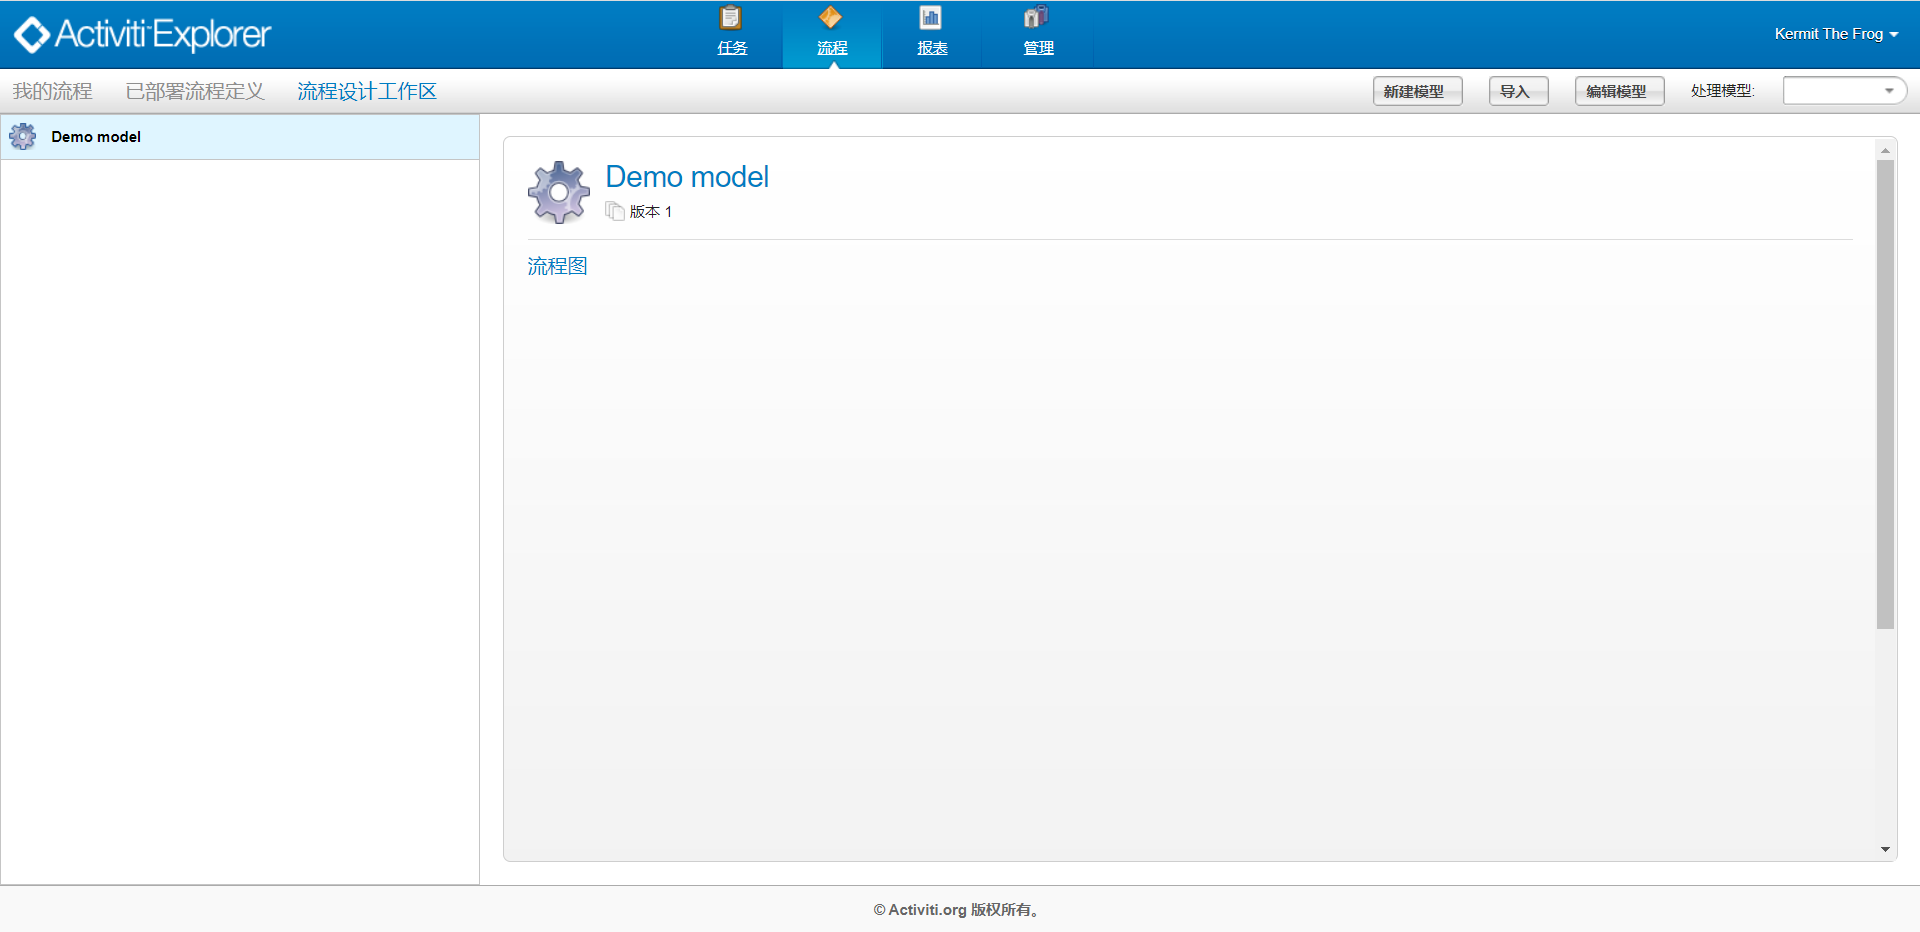 Activiti Explorer
任务
流程
报表
管理
Kermit The Frog
我的流程 已部署流程定义 流程设计工作区
新建模型 导入 编辑模型 处理模型:
Demo model
Demo model
版本 1
流程图
© Activiti.org 版权所有。